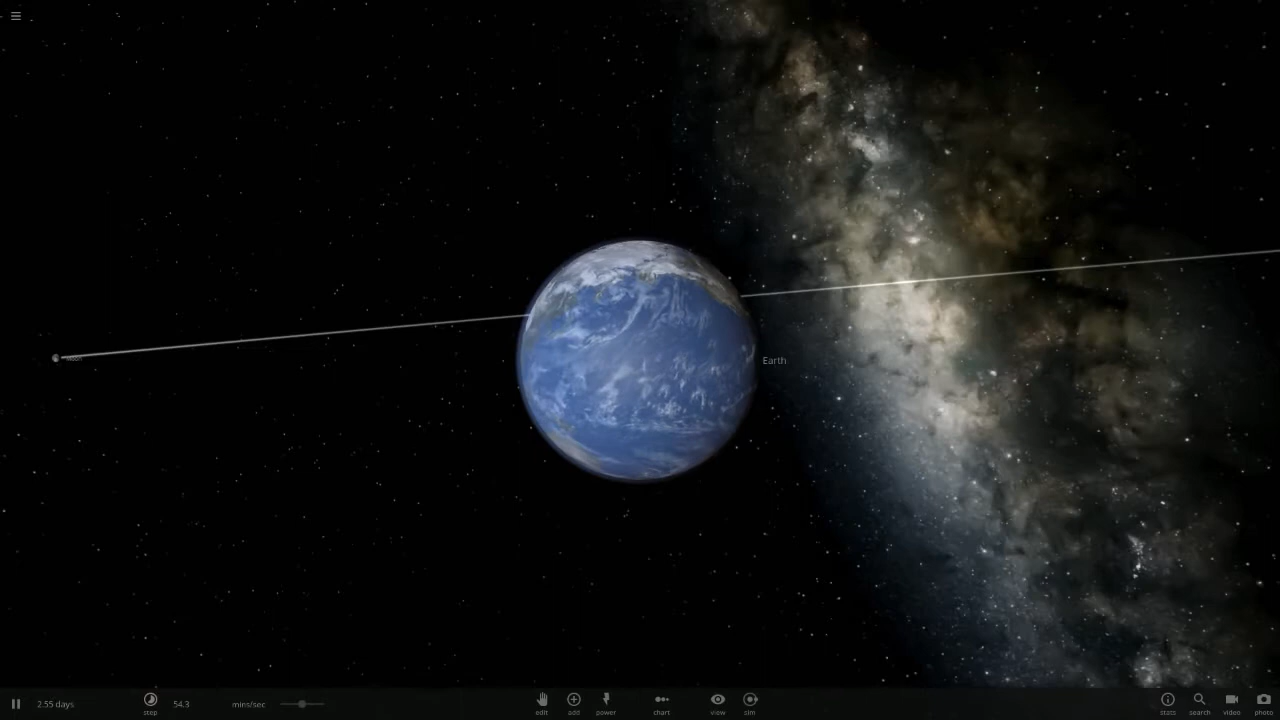 Moon
Earth
2.55 days
step
54.3
mins/sec
edit
add
power
chart
view
sim
stats
search
video
photo